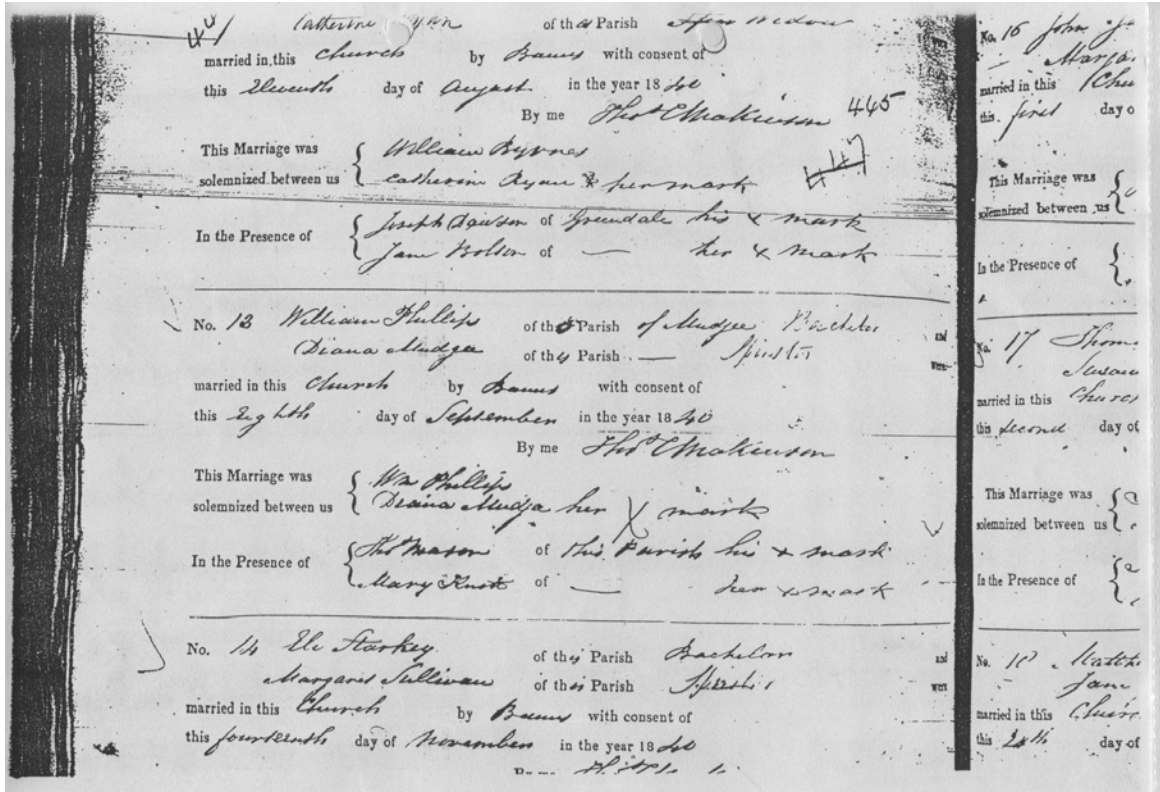 Catherine Ryan of this Parish Widow
married in this Church by Banns with consent of
this Eleventh day of August in the year 1840
By me Thos C Makinson 445
This Marriage was solemnized between us { William Byrnes
Catherine Ryan X her mark
In the Presence of { Joseph Dawson of Greendale his X mark
Jane Bolson of — her X mark
No. 13 William Phillips of the Parish of Mudgee Bachelor and
Diana Mudga of this Parish — Spinster were
married in this Church by Banns with consent of
this Eighth day of September in the year 1840
By me Thos C Makinson
This Marriage was solemnized between us { Wm Phillips
Diana Mudga her X mark
In the Presence of { Thos Mason of this Parish his X mark
Mary of — her X mark
No. 14 Eli Starkey of this Parish Bachelor and
Margaret Sullivan of this Parish Spinster were
married in this Church by Banns with consent of
this fourteenth day of November in the year 1840
No. 16 John
married in this
this first day o
This Marriage was
solemnized between us {
In the Presence of {
No. 17 Thom
Susan
married in this Church
this second day of
This Marriage was
solemnized between us {
In the Presence of {
No. 18
Jane
married in this
this day of